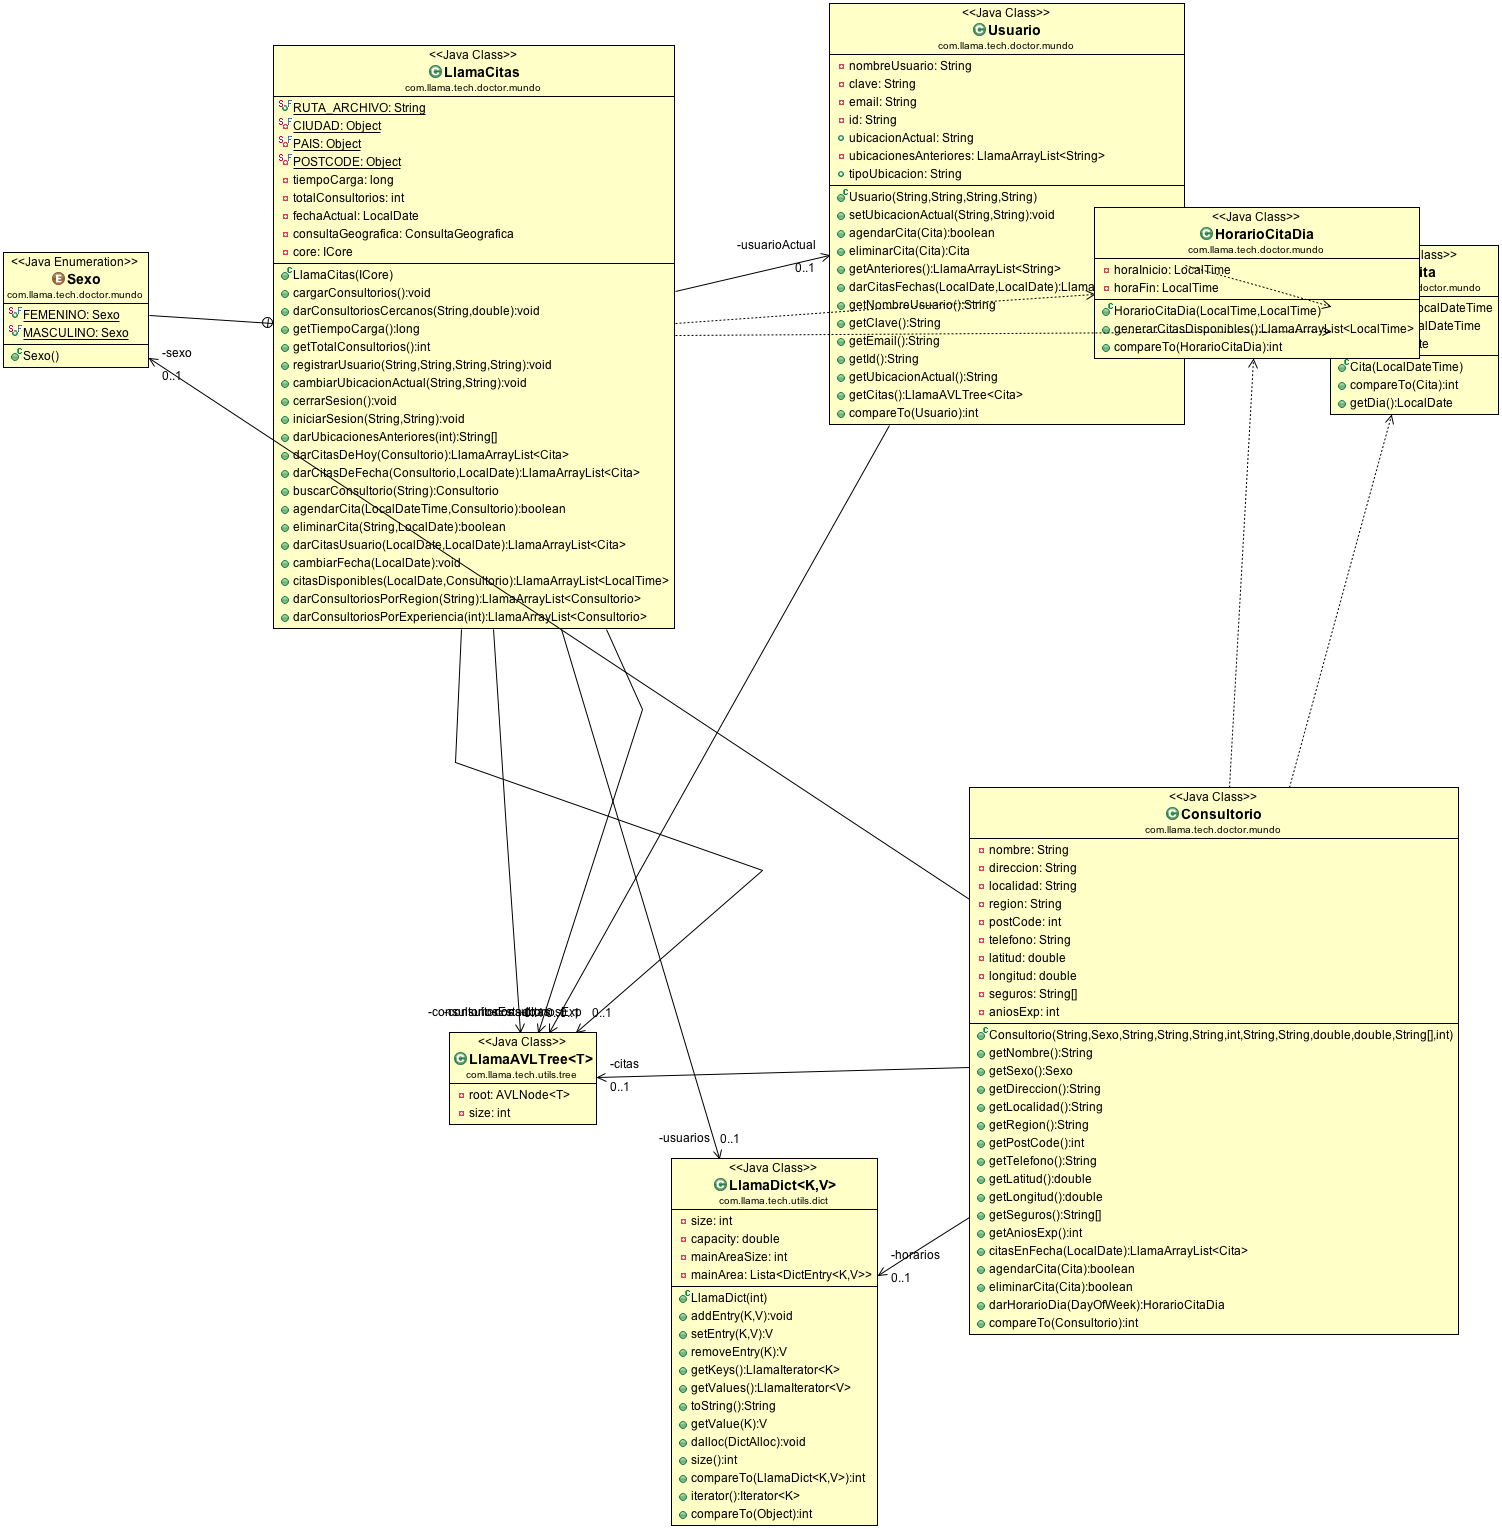 <<Java Class>>
LlamaCitas
com.llama.tech.doctor.mundo
RUTA_ARCHIVO: String
CIUDAD: Object
PAIS: Object
POSTCODE: Object
tiempoCarga: long
totalConsultorios: int
fechaActual: LocalDate
consultaGeografica: ConsultaGeografica
core: ICore
LlamaCitas(ICore)
cargarConsultorios():void
darConsultoriosCercanos(String,double):void
getTiempoCarga():long
getTotalConsultorios():int
registrarUsuario(String,String,String,String):void
cambiarUbicacionActual(String,String):void
cerrarSesion():void
iniciarSesion(String,String):void
darUbicacionesAnteriores(int):String[]
darCitasDeHoy(Consultorio):LlamaArrayList<Cita>
darCitasDeFecha(Consultorio,LocalDate):LlamaArrayList<Cita>
buscarConsultorio(String):Consultorio
agendarCita(LocalDateTime,Consultorio):boolean
eliminarCita(String,LocalDate):boolean
darCitasUsuario(LocalDate,LocalDate):LlamaArrayList<Cita>
cambiarFecha(LocalDate):void
citasDisponibles(LocalDate,Consultorio):LlamaArrayList<LocalTime>
darConsultoriosPorRegion(String):LlamaArrayList<Consultorio>
darConsultoriosPorExperiencia(int):LlamaArrayList<Consultorio>
<<Java Class>>
Usuario
com.llama.tech.doctor.mundo
nombreUsuario: String
clave: String
email: String
id: String
ubicacionActual: String
ubicacionesAnteriores: LlamaArrayList<String>
tipoUbicacion: String
Usuario(String,String,String,String)
setUbicacionActual(String,String):void
agendarCita(Cita):boolean
eliminarCita(Cita):Cita
getAnteriores():LlamaArrayList<String>
darCitasFechas(LocalDate,LocalDate):Llama
getNombreUsuario():String
getClave():String
getEmail():String
getId():String
getUbicacionActual():String
getCitas():LlamaAVLTree<Cita>
compareTo(Usuario):int
<<Java Class>>
HorarioCitaDia
com.llama.tech.doctor.mundo
horaInicio: LocalTime
horaFin: LocalTime
HorarioCitaDia(LocalTime,LocalTime)
generarCitasDisponibles():LlamaArrayList<LocalTime>
compareTo(HorarioCitaDia):int
lass>>
ita
doctor.mundo
ocalDateTime
alDateTime
te
Cita(LocalDateTime)
compareTo(Cita):int
getDia():LocalDate
<<Java Enumeration>>
Sexo
com.llama.tech.doctor.mundo
FEMENINO: Sexo
MASCULINO: Sexo
Sexo()
-usuarioActual
0..1
-sexo
0..1
<<Java Class>>
Consultorio
com.llama.tech.doctor.mundo
nombre: String
direccion: String
localidad: String
region: String
postCode: int
telefono: String
latitud: double
longitud: double
seguros: String[]
aniosExp: int
Consultorio(String,Sexo,String,String,String,int,String,String,double,double,String[],int)
getNombre():String
getSexo():Sexo
getDireccion():String
getLocalidad():String
getRegion():String
getPostCode():int
getTelefono():String
getLatitud():double
getLongitud():double
getSeguros():String[]
getAniosExp():int
citasEnFecha(LocalDate):LlamaArrayList<Cita>
agendarCita(Cita):boolean
eliminarCita(Cita):boolean
darHorarioDia(DayOfWeek):HorarioCitaDia
compareTo(Consultorio):int
0..1
<<Java Class>>
LlamaAVLTree<T>
com.llama.tech.utils.tree
root: AVLNode<T>
size: int
-citas
0..1
-usuarios
0..1
<<Java Class>>
LlamaDict<K,V>
com.llama.tech.utils.dict
size: int
capacity: double
mainAreaSize: int
mainArea: Lista<DictEntry<K,V>>
LlamaDict(int)
addEntry(K,V):void
setEntry(K,V):V
removeEntry(K):V
getKeys():LlamaIterator<K>
getValues():LlamaIterator<V>
toString():String
getValue(K):V
dalloc(DictAlloc):void
size():int
compareTo(LlamaDict<K,V>):int
iterator():Iterator<K>
compareTo(Object):int
-horarios
0..1